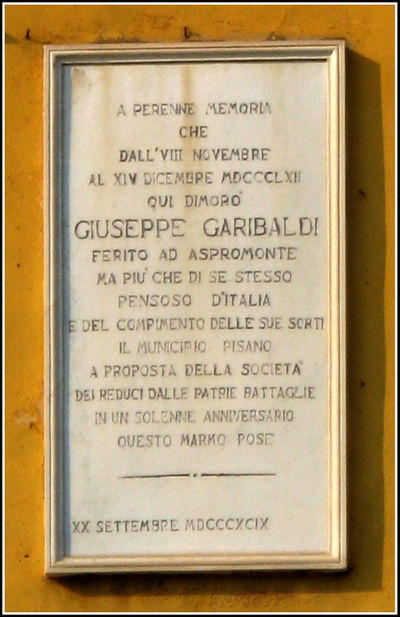 A PERENNE MEMORIA
CHE
DALL'VIII NOVEMBRE
AL XIV DICEMBRE MDCCCLXII
QUI DIMORO'
GIUSEPPE GARIBALDI
FERITO AD ASPROMONTE
MA PIU' CHE DI SE STESSO
PENSOSO D'ITALIA
E DEL COMPIMENTO DELLE SUE SORTI
IL MUNICIPIO PISANO
A PROPOSTA DELLA SOCIETA'
DEI REDUCI DALLE PATRIE BATTAGLIE
IN UN SOLENNE ANNIVERSARIO
QUESTO MARMO POSE
XX SETTEMBRE MDCCCXCIX